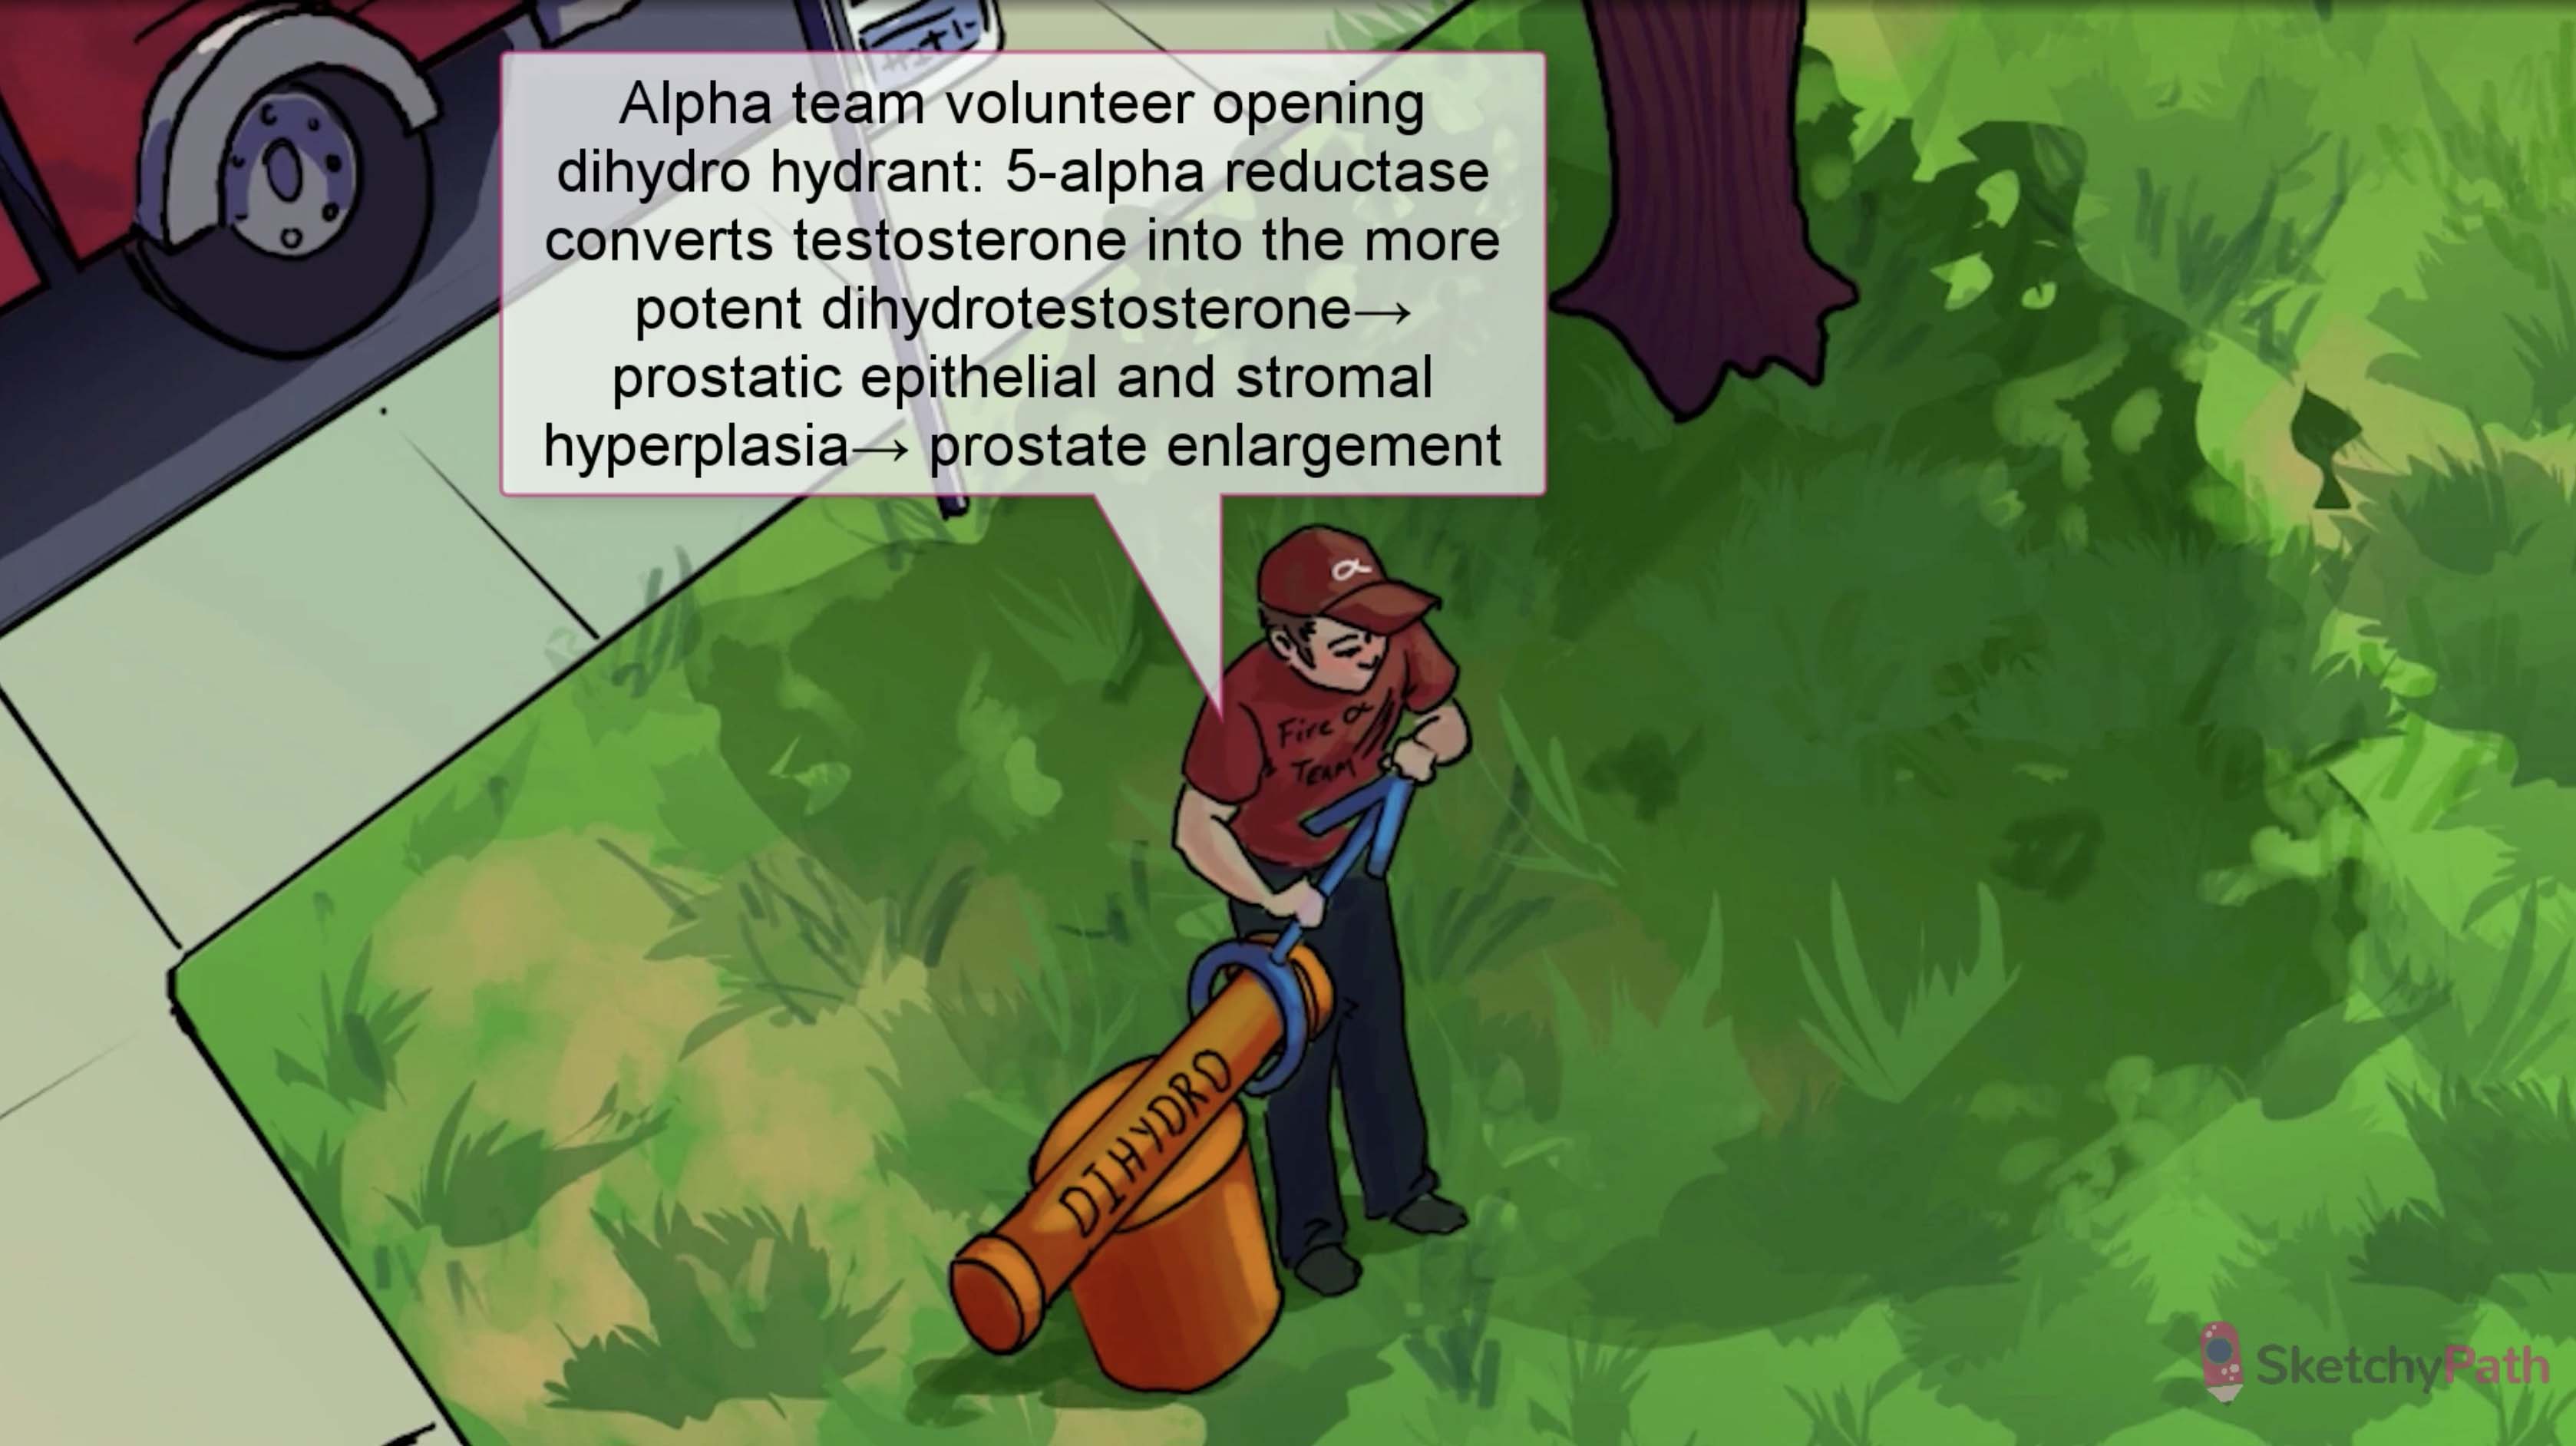 Alpha team volunteer opening
dihydro hydrant: 5-alpha reductase
converts testosterone into the more
potent dihydrotestosterone→
prostatic epithelial and stromal
hyperplasia→ prostate enlargement
α
Fire α
TEAM
DIHYDRO
SketchyPath